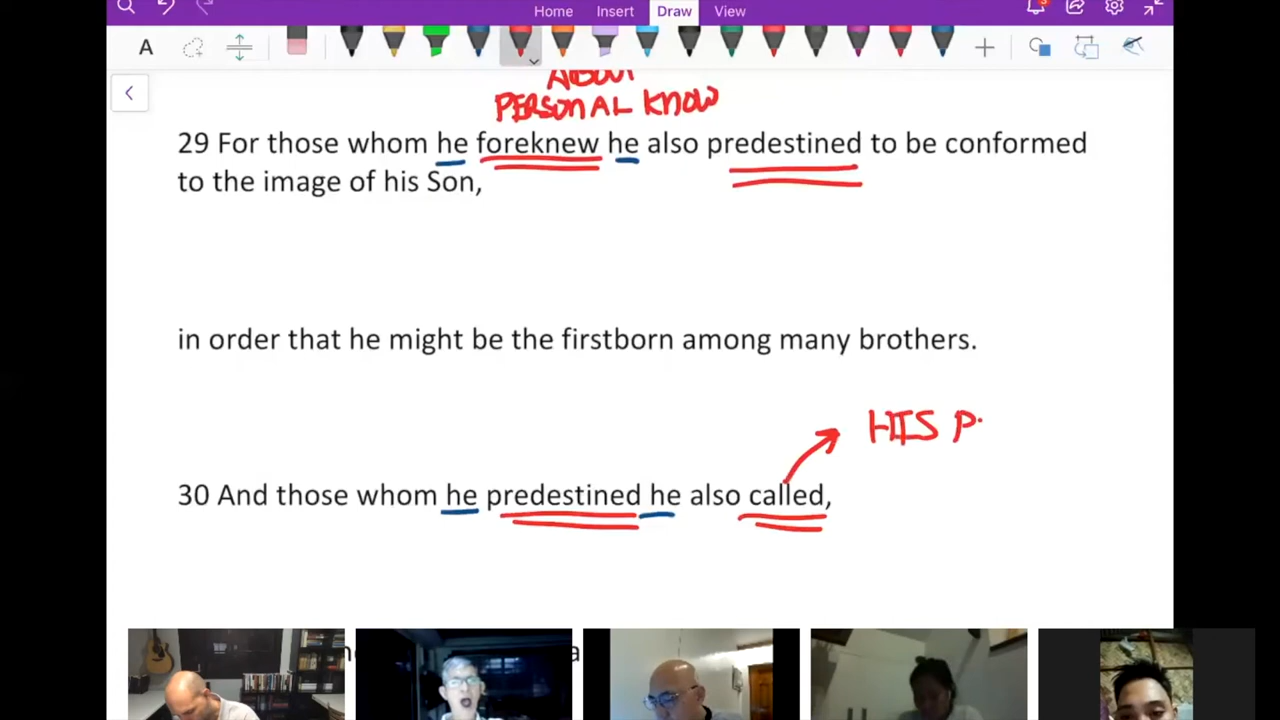 Home Insert Draw View
A
ABOUT
PERSONAL KNOW
29 For those whom he foreknew he also predestined to be conformed
to the image of his Son,
in order that he might be the firstborn among many brothers.
HIS P
30 And those whom he predestined he also called,